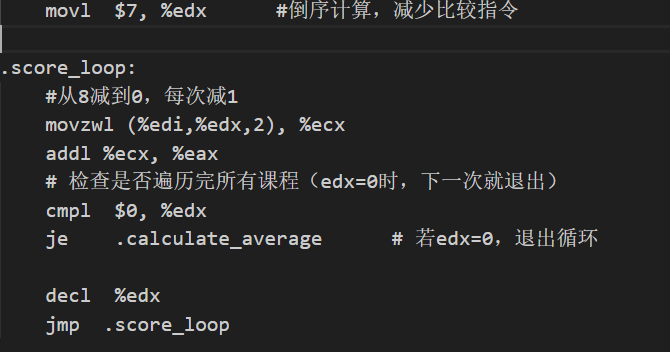 movl  $7, %edx      #倒序计算，减少比较指令
.score_loop:
#从8减到0，每次减1
movzwl (%edi,%edx,2), %ecx
addl %ecx, %eax
# 检查是否遍历完所有课程（edx=0时，下一次就退出）
cmpl  $0, %edx
je    .calculate_average      # 若edx=0，退出循环
decl  %edx
jmp  .score_loop